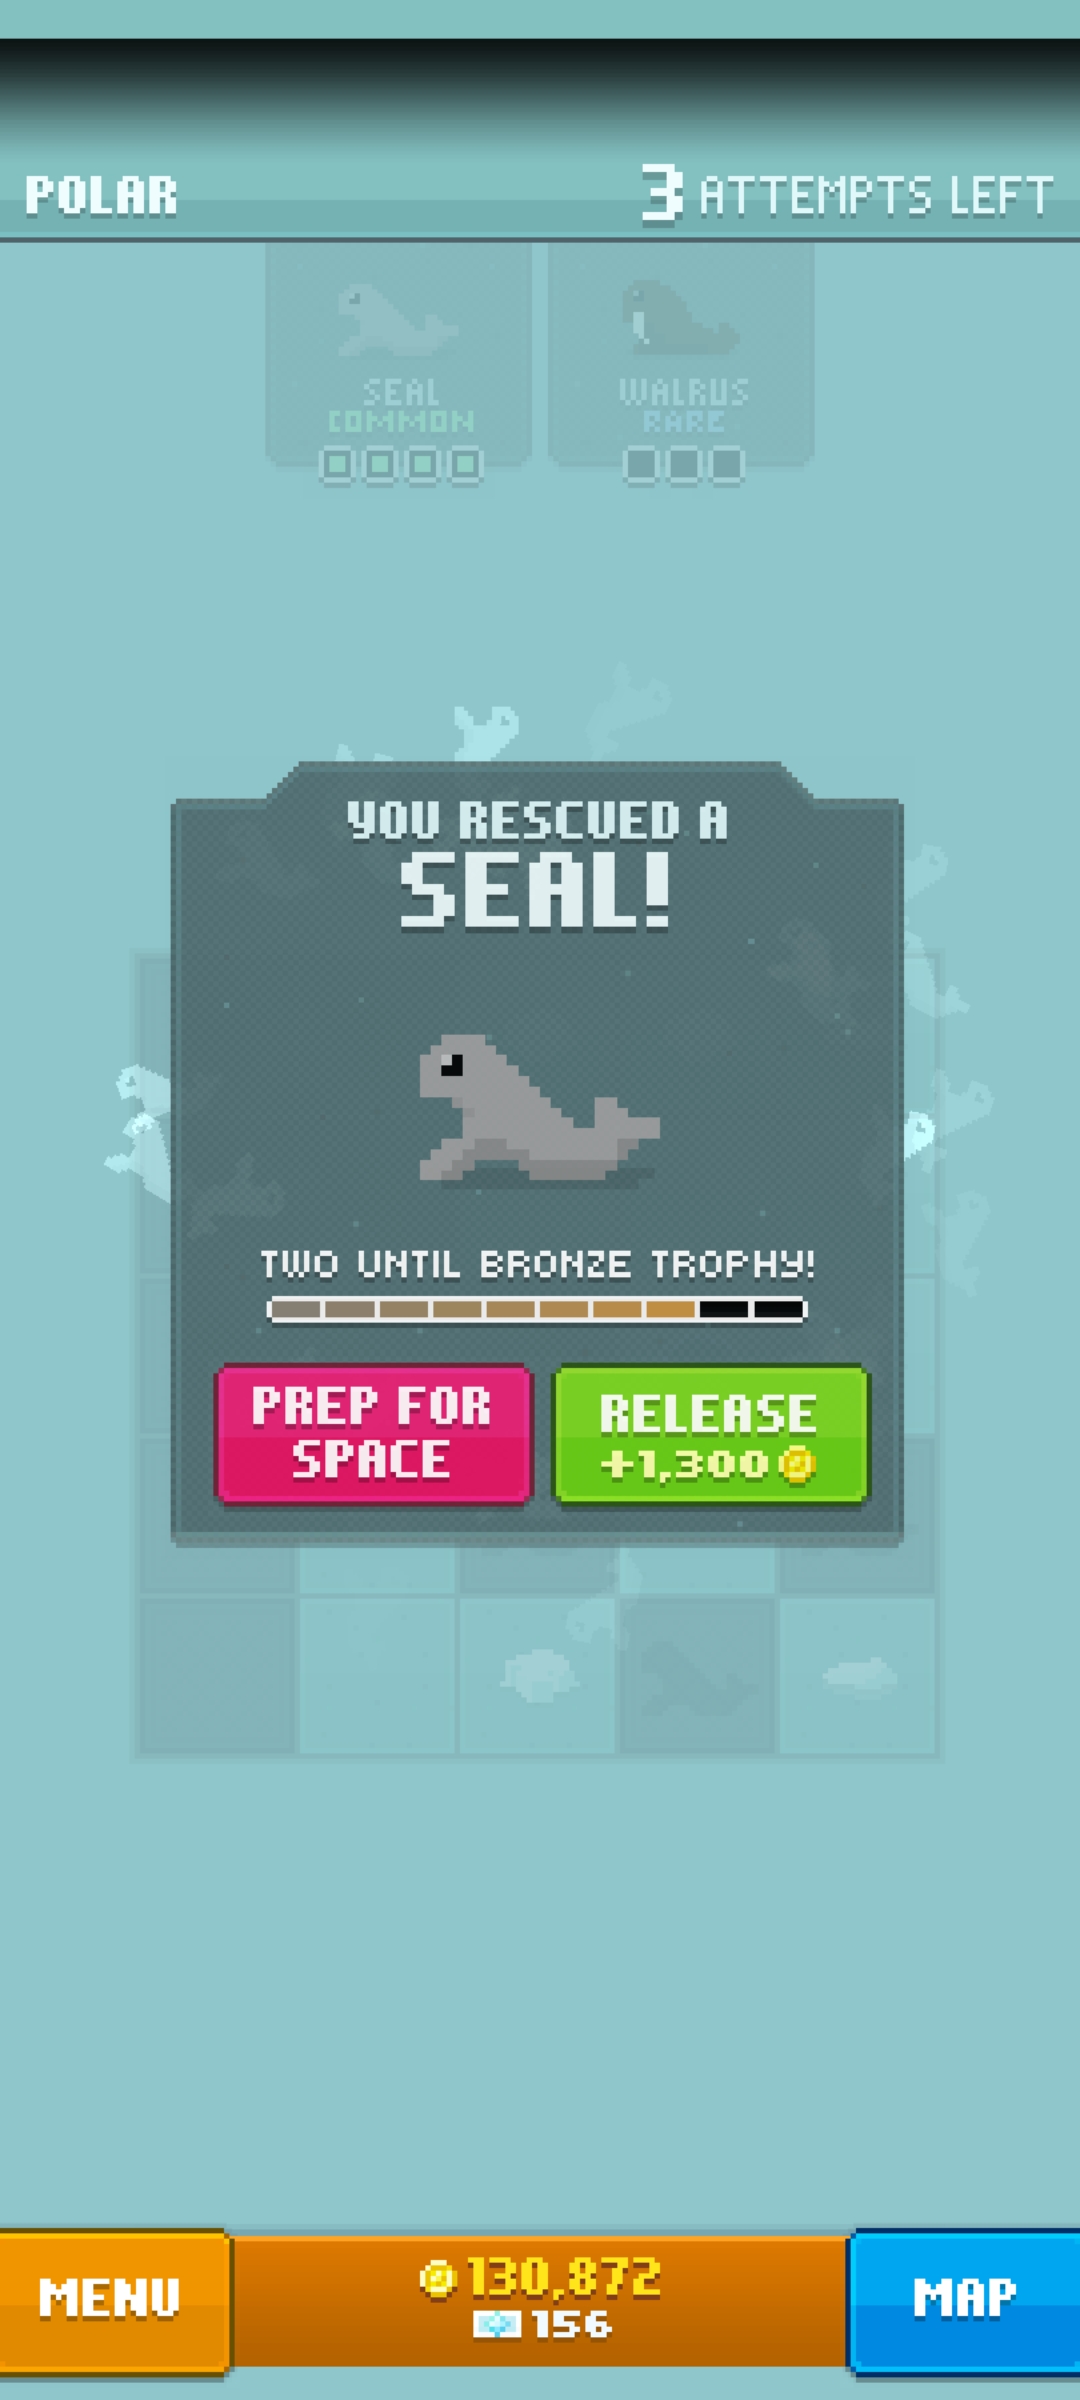 POLAR
3 ATTEMPTS LEFT
SEAL
COMMON
WALRUS
RARE
YOU RESCUED A
SEAL!
TWO UNTIL BRONZE TROPHY!
PREP FOR
SPACE
RELEASE
+1,300
MENU
130,872
156
MAP